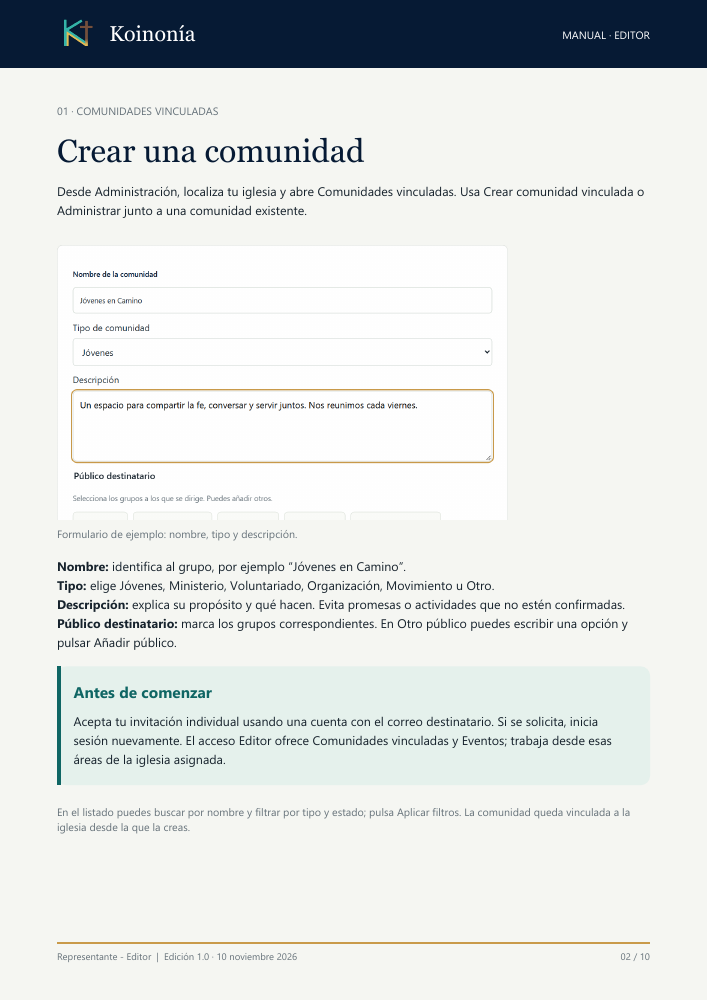 Koinonía
MANUAL · EDITOR
01 · COMUNIDADES VINCULADAS
Crear una comunidad
Desde Administración, localiza tu iglesia y abre Comunidades vinculadas. Usa Crear comunidad vinculada o
Administrar junto a una comunidad existente.
Nombre de la comunidad
Jóvenes en Camino
Tipo de comunidad
Jóvenes
Descripción
Un espacio para compartir la fe, conversar y servir juntos. Nos reunimos cada viernes.
Público destinatario
Selecciona los grupos a los que se dirige. Puedes añadir otros.
Formulario de ejemplo: nombre, tipo y descripción.
Nombre: identifica al grupo, por ejemplo “Jóvenes en Camino”.
Tipo: elige Jóvenes, Ministerio, Voluntariado, Organización, Movimiento u Otro.
Descripción: explica su propósito y qué hacen. Evita promesas o actividades que no estén confirmadas.
Público destinatario: marca los grupos correspondientes. En Otro público puedes escribir una opción y
pulsar Añadir público.
Antes de comenzar
Acepta tu invitación individual usando una cuenta con el correo destinatario. Si se solicita, inicia
sesión nuevamente. El acceso Editor ofrece Comunidades vinculadas y Eventos; trabaja desde esas
áreas de la iglesia asignada.
En el listado puedes buscar por nombre y filtrar por tipo y estado; pulsa Aplicar filtros. La comunidad queda vinculada a la
iglesia desde la que la creas.
Representante - Editor | Edición 1.0 · 10 noviembre 2026
02 / 10